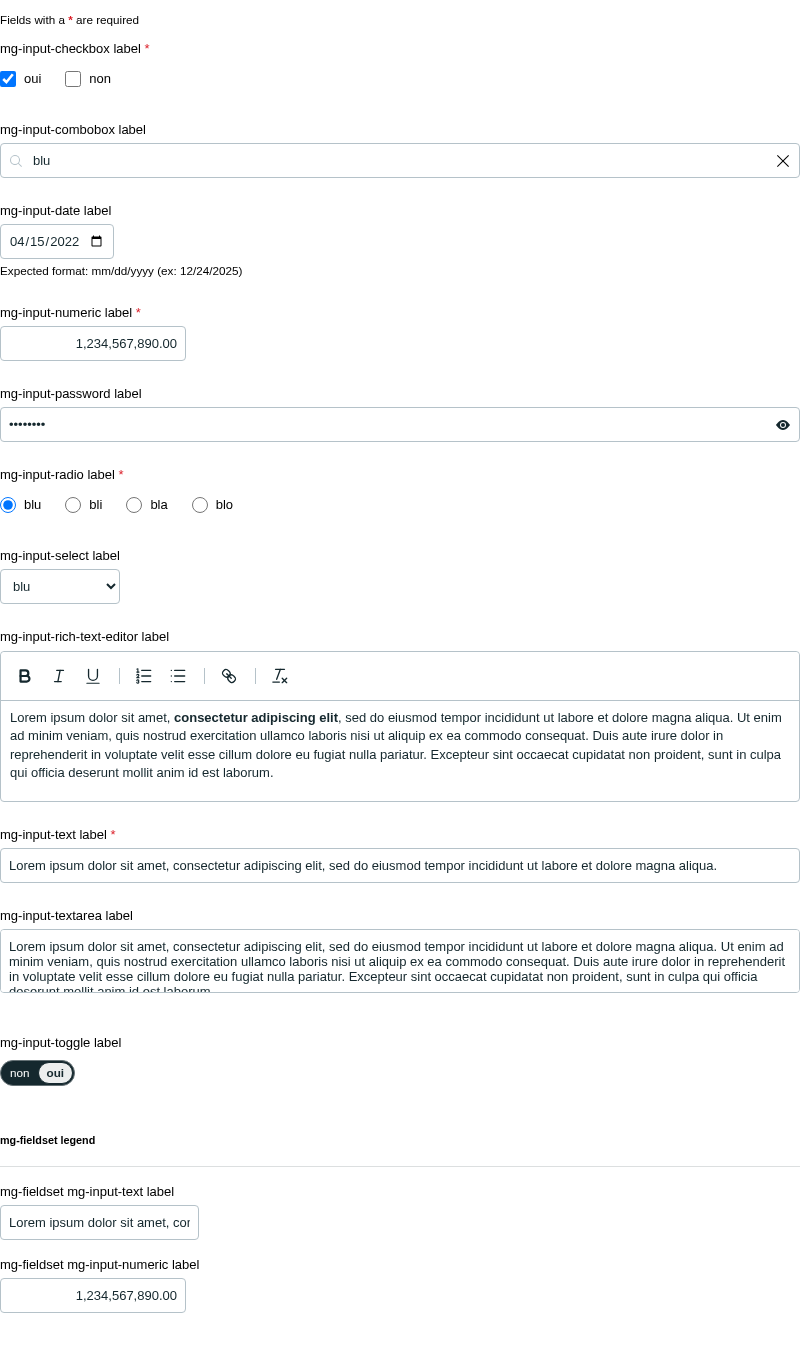 Fields with a * are required
mg-input-checkbox label *
oui non
mg-input-combobox label
blu
mg-input-date label
04/15/2022
Expected format: mm/dd/yyyy (ex: 12/24/2025)
mg-input-numeric label *
1,234,567,890.00
mg-input-password label
••••••••
mg-input-radio label *
blu bli bla blo
mg-input-select label
blu
mg-input-rich-text-editor label
Lorem ipsum dolor sit amet, consectetur adipiscing elit, sed do eiusmod tempor incididunt ut labore et dolore magna aliqua. Ut enim
ad minim veniam, quis nostrud exercitation ullamco laboris nisi ut aliquip ex ea commodo consequat. Duis aute irure dolor in
reprehenderit in voluptate velit esse cillum dolore eu fugiat nulla pariatur. Excepteur sint occaecat cupidatat non proident, sunt in culpa
qui officia deserunt mollit anim id est laborum.
mg-input-text label *
Lorem ipsum dolor sit amet, consectetur adipiscing elit, sed do eiusmod tempor incididunt ut labore et dolore magna aliqua.
mg-input-textarea label
Lorem ipsum dolor sit amet, consectetur adipiscing elit, sed do eiusmod tempor incididunt ut labore et dolore magna aliqua. Ut enim ad
minim veniam, quis nostrud exercitation ullamco laboris nisi ut aliquip ex ea commodo consequat. Duis aute irure dolor in reprehenderit
in voluptate velit esse cillum dolore eu fugiat nulla pariatur. Excepteur sint occaecat cupidatat non proident, sunt in culpa qui officia
deserunt mollit anim id est laborum.
mg-input-toggle label
non oui
mg-fieldset legend
mg-fieldset mg-input-text label
Lorem ipsum dolor sit amet, cor
mg-fieldset mg-input-numeric label
1,234,567,890.00